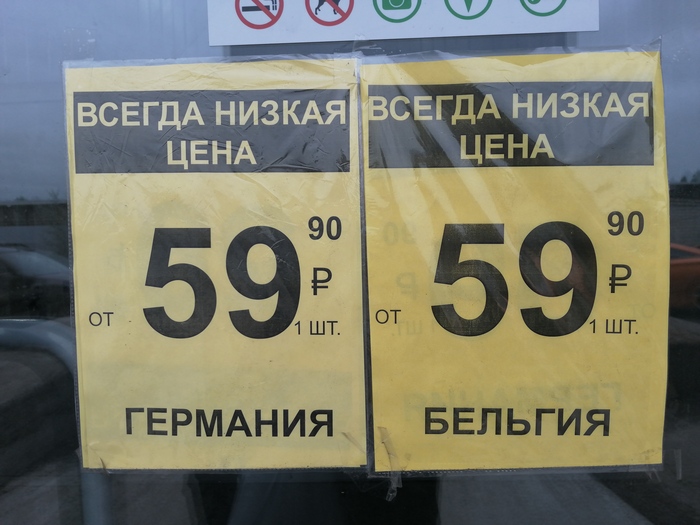 ВСЕГДА НИЗКАЯ
ЦЕНА
от 59 90 ₽
1 шт.
ГЕРМАНИЯ
ВСЕГДА НИЗКАЯ
ЦЕНА
от 59 90 ₽
1 шт.
БЕЛЬГИЯ